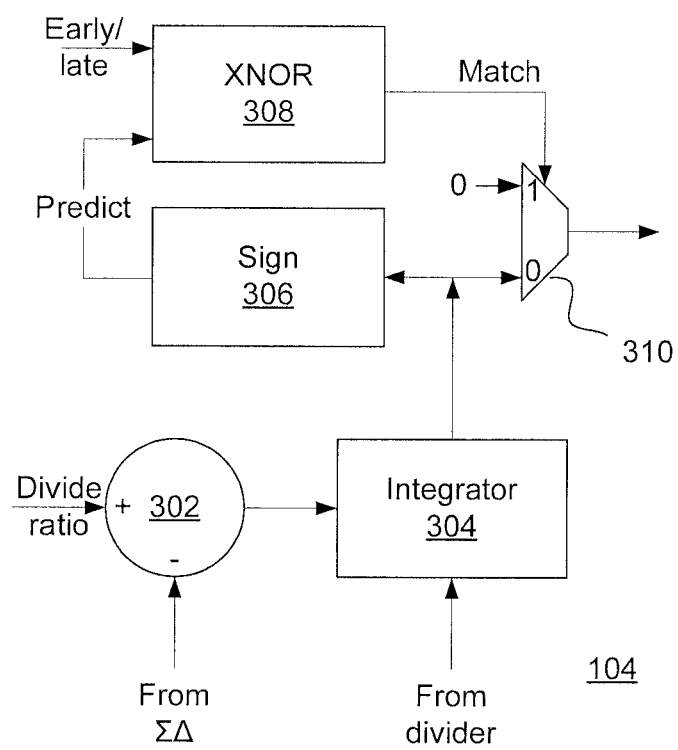 Early/
late
XNOR
308
Match
0
1
Predict
Sign
306
0
310
Divide
ratio
+
302
-
Integrator
304
From
ΣΔ
From
divider
104